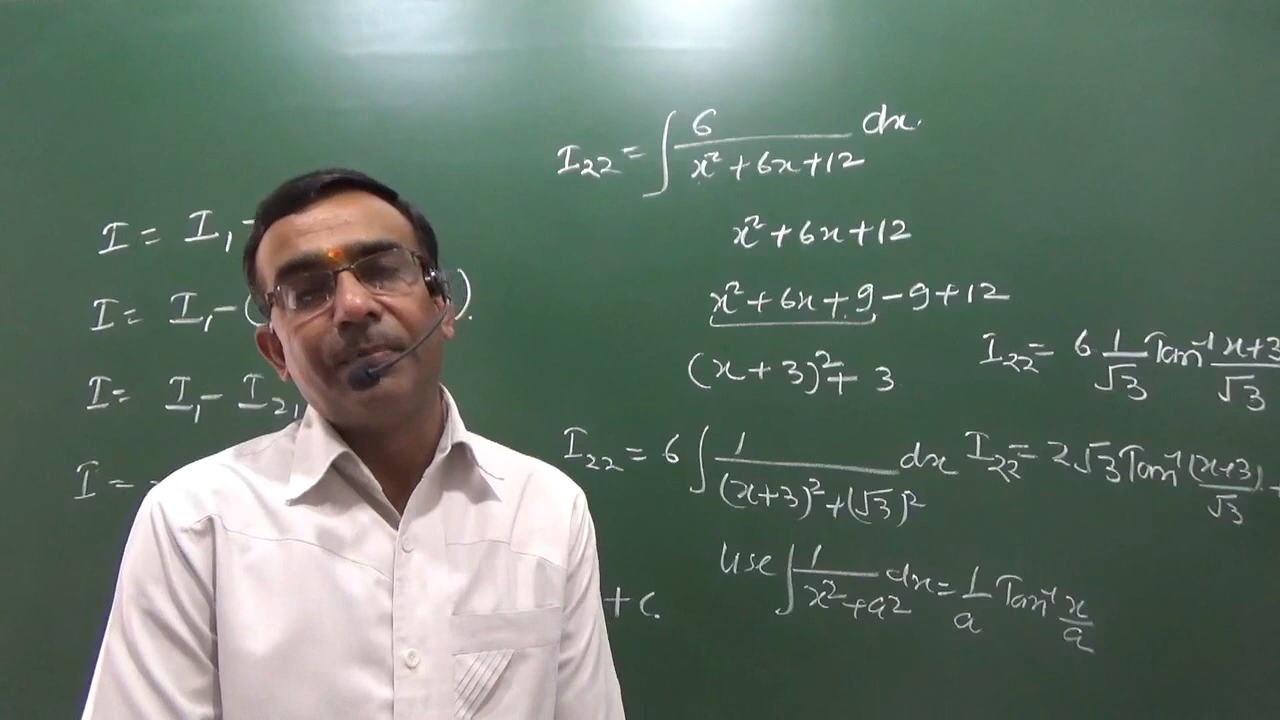 I = I₁ -
I = I₁ - ( ).
I = I₁ - I₂₁
I = -
+ c.
I₂₂ = ∫ 6 / (x² + 6x + 12) dx.
x² + 6x + 12
x² + 6x + 9 - 9 + 12
(x + 3)² + 3
I₂₂ = 6 ∫ 1 / ((x+3)² + (√3)²) dx
use ∫ 1 / (x² + a2) dx = 1/a Tan⁻¹ x/a
I₂₂ = 6 1/√3 Tan⁻¹ x+3/√3
I₂₂ = 2√3 Tan⁻¹ (x+3)/√3 +